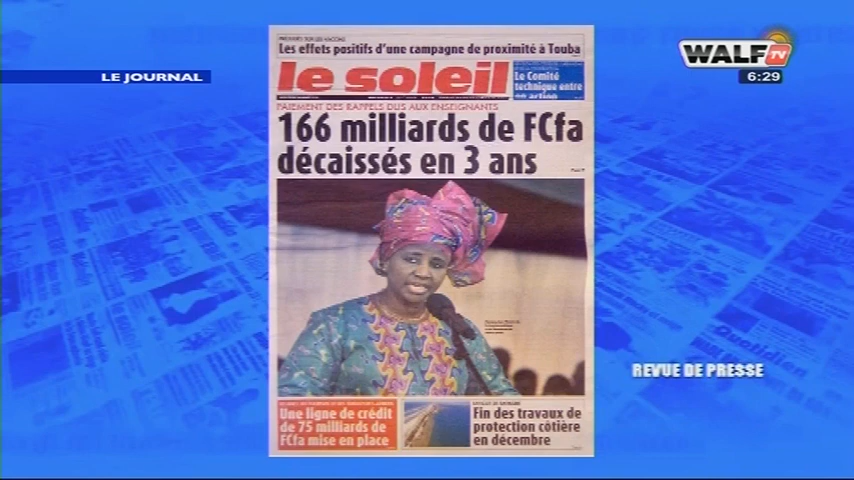 LE JOURNAL
WALF TV
6:29
Les effets positifs d'une campagne de proximité à Touba
le soleil
Le Comité
technique entre
en action
PAIEMENT DES RAPPELS DUS AUX ENSEIGNANTS
166 milliards de FCfa
décaissés en 3 ans
Une ligne de crédit
de 75 milliards de
FCfa mise en place
Fin des travaux de
protection côtière
en décembre
REVUE DE PRESSE
Quotidien